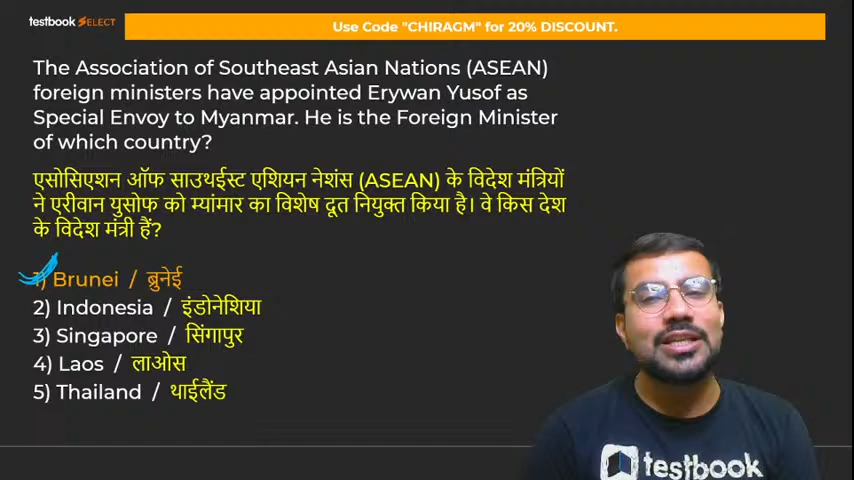 testbook SELECT
Use Code "CHIRAGM" for 20% DISCOUNT.
The Association of Southeast Asian Nations (ASEAN)
foreign ministers have appointed Erywan Yusof as
Special Envoy to Myanmar. He is the Foreign Minister
of which country?
एसोसिएशन ऑफ साउथईस्ट एशियन नेशंस (ASEAN) के विदेश मंत्रियों
ने एरीवान युसोफ को म्यांमार का विशेष दूत नियुक्त किया है। वे किस देश
के विदेश मंत्री हैं?
1) Brunei / ब्रुनेई
2) Indonesia / इंडोनेशिया
3) Singapore / सिंगापुर
4) Laos / लाओस
5) Thailand / थाईलैंड
testbook